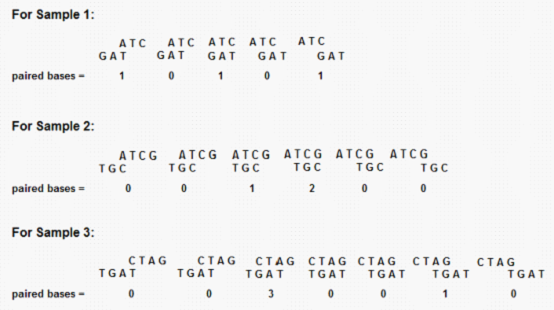 For Sample 1:
ATC ATC ATC ATC ATC
GAT GAT GAT GAT GAT
paired bases = 1 0 1 0 1
For Sample 2:
ATCG ATCG ATCG ATCG ATCG ATCG
TGC TGC TGC TGC TGC TGC
paired bases = 0 0 1 2 0 0
For Sample 3:
CTAG CTAG CTAG CTAG CTAG CTAG CTAG
TGAT TGAT TGAT TGAT TGAT TGAT TGAT
paired bases = 0 0 3 0 0 1 0